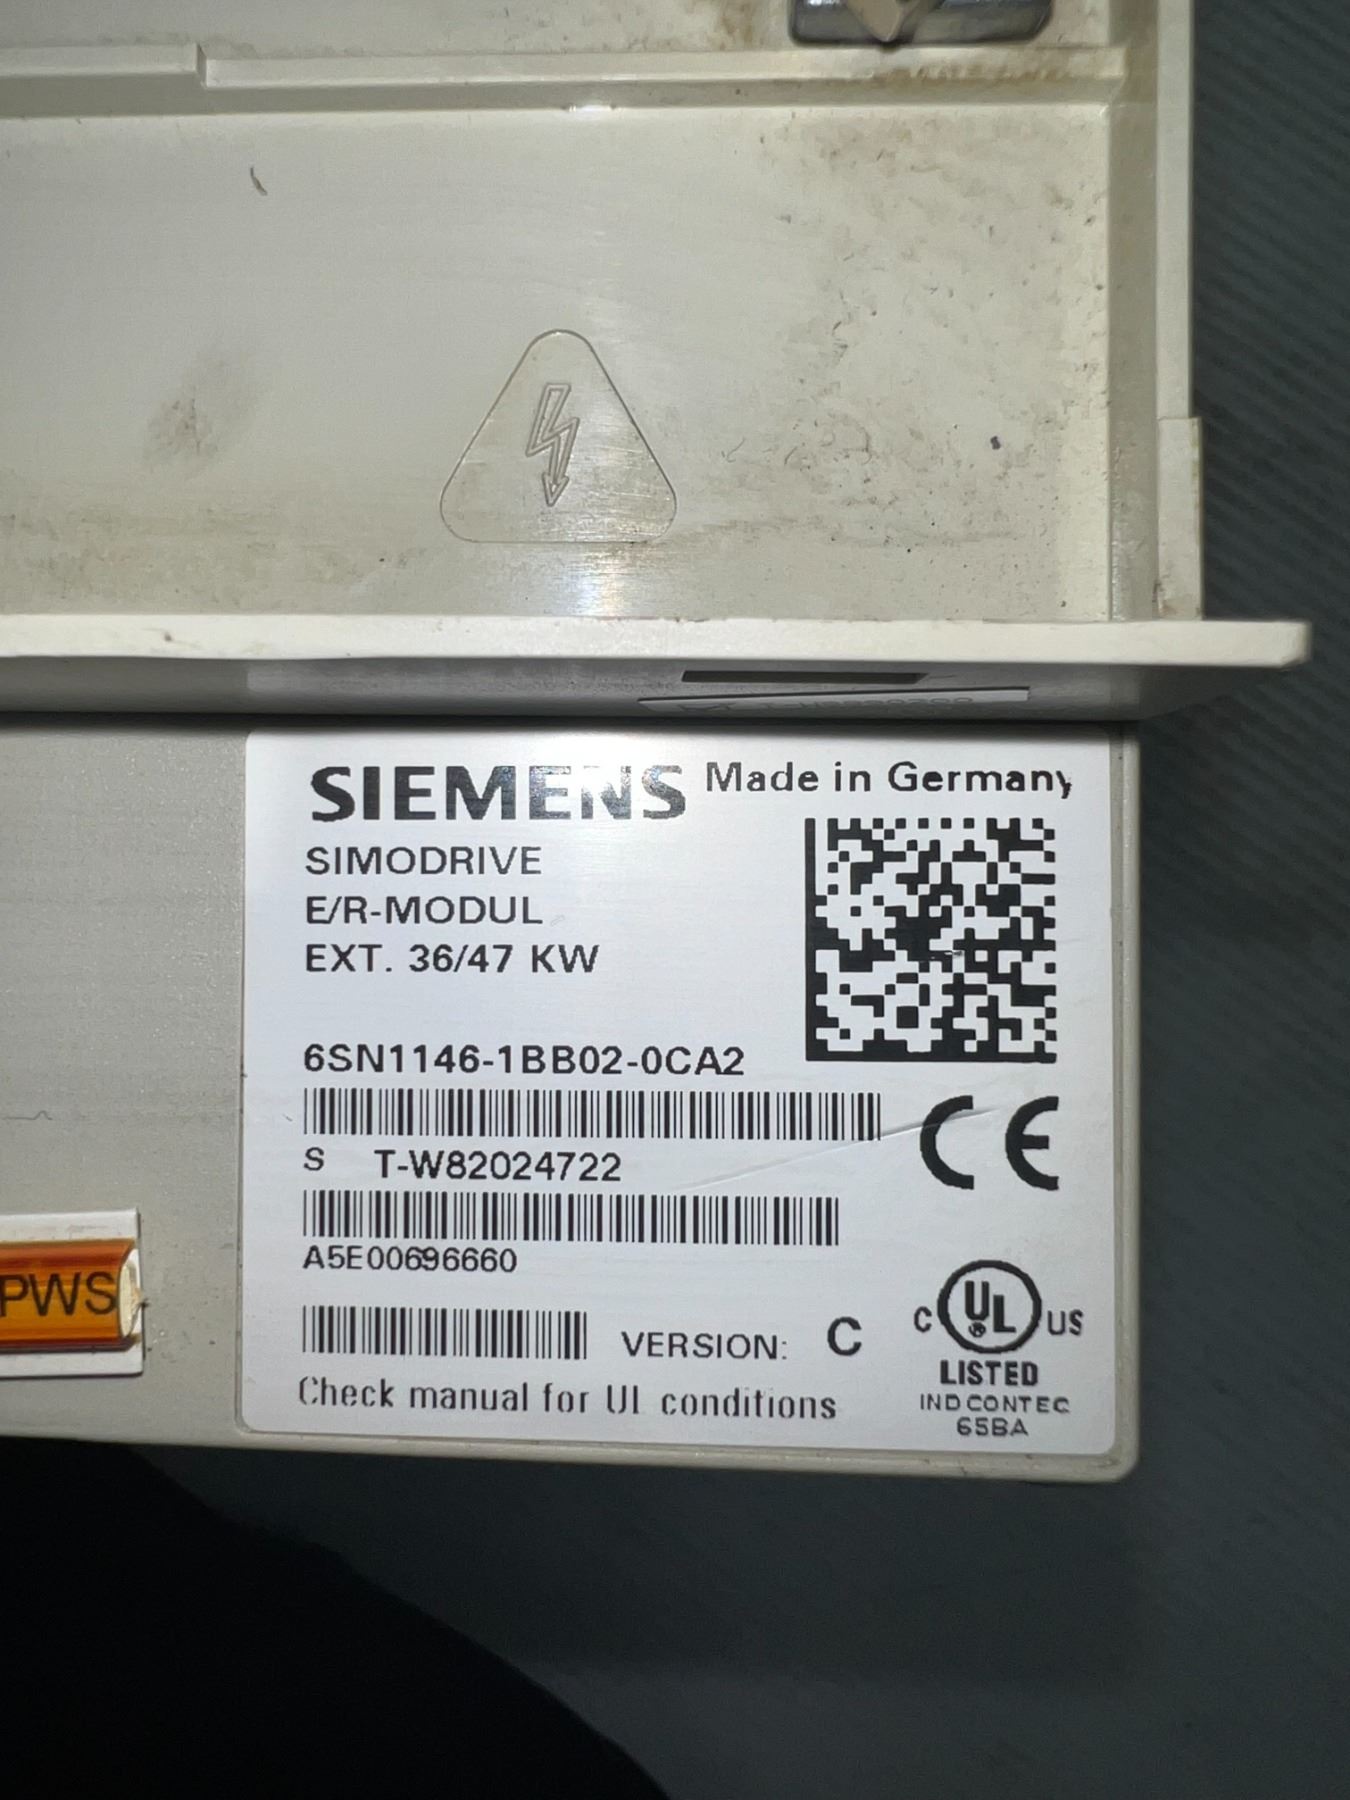 SIEMENS Made in Germany
SIMODRIVE
E/R-MODUL
EXT. 36/47 KW
6SN1146-1BB02-0CA2
S T-W82024722
A5E00696660
PWS
VERSION: C
C UL US
LISTED
Check manual for UL conditions
IND CONTEC
65BA
CE